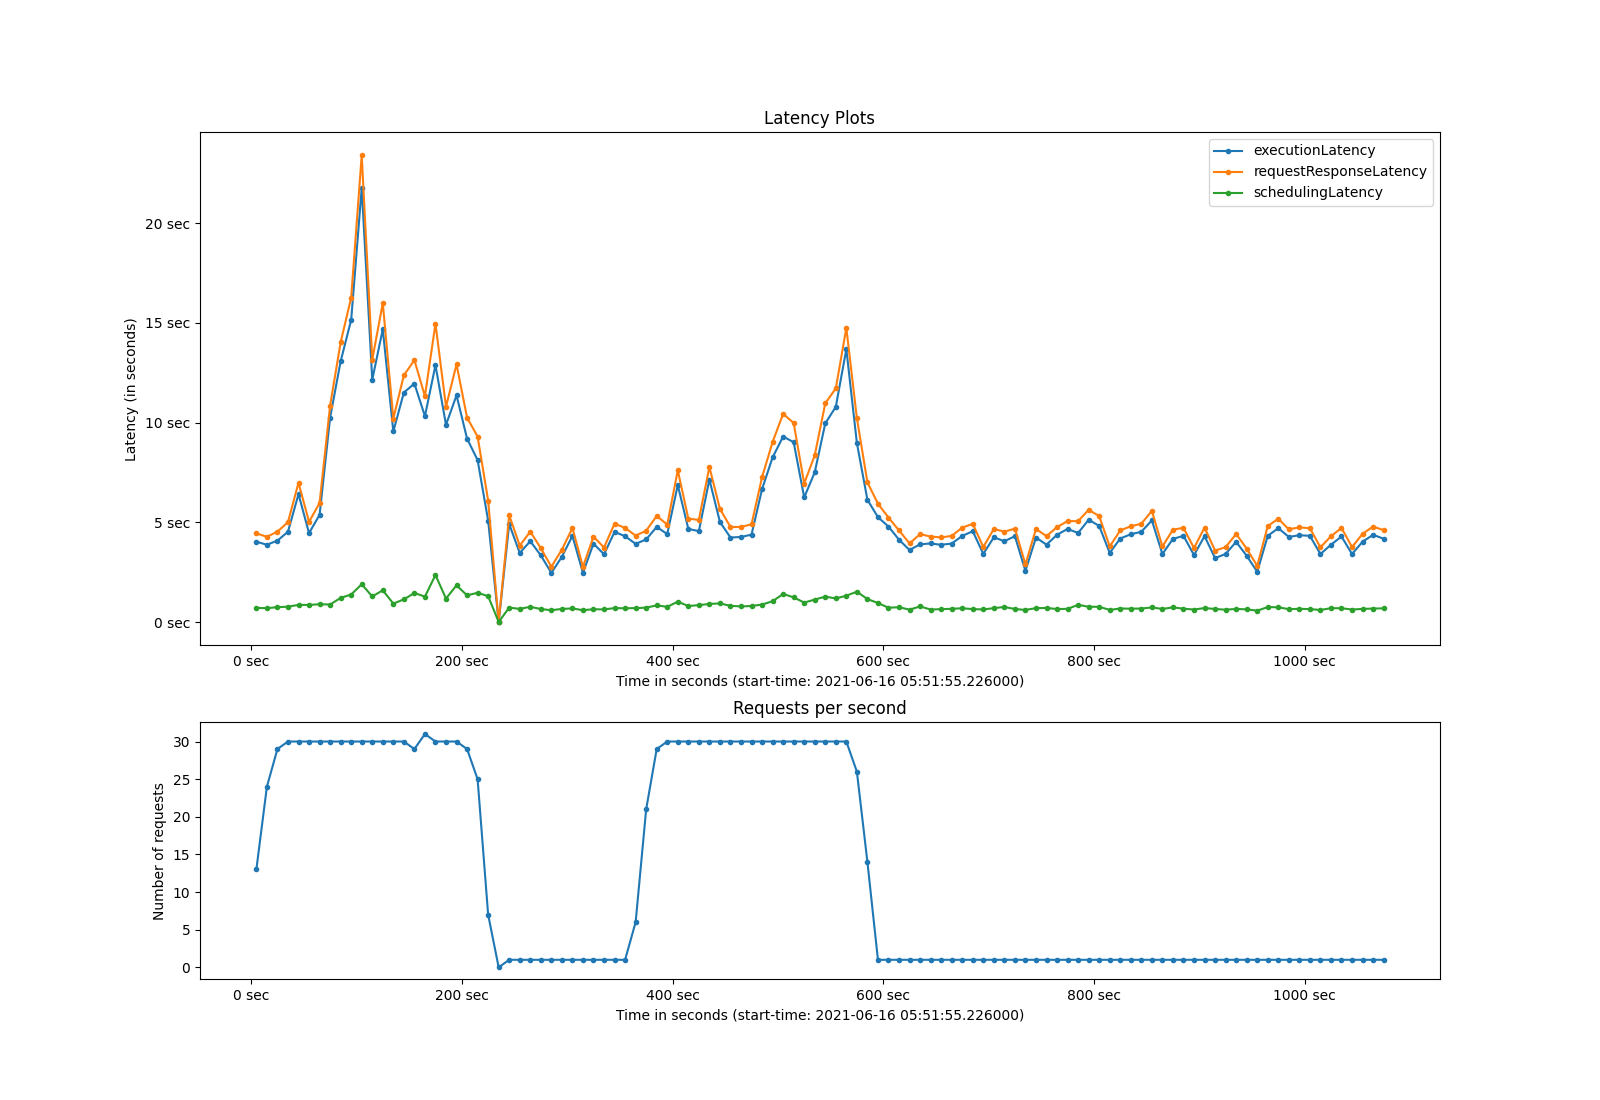 Latency Plots
executionLatency
requestResponseLatency
schedulingLatency
Latency (in seconds)
20 sec
15 sec
10 sec
5 sec
0 sec
0 sec 200 sec 400 sec 600 sec 800 sec 1000 sec
Time in seconds (start-time: 2021-06-16 05:51:55.226000)
Requests per second
Number of requests
30
25
20
15
10
5
0
0 sec 200 sec 400 sec 600 sec 800 sec 1000 sec
Time in seconds (start-time: 2021-06-16 05:51:55.226000)